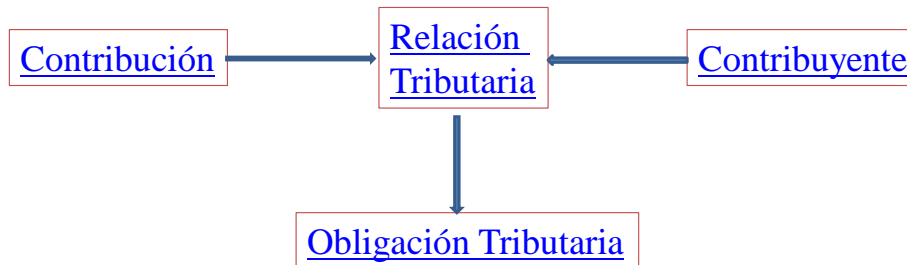 Contribución
Relación
Tributaria
Contribuyente
Obligación Tributaria